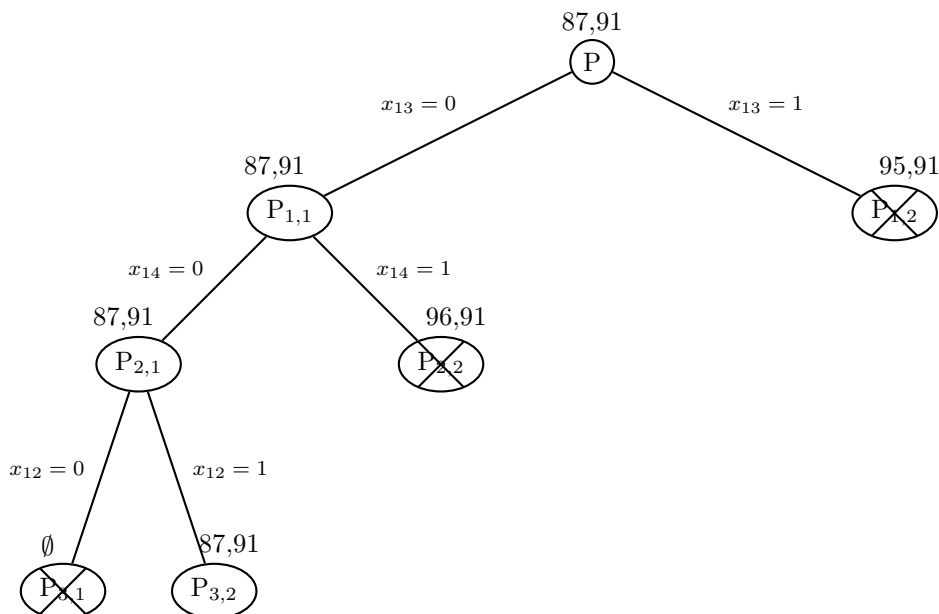 87,91
P
x₁₃ = 0
x₁₃ = 1
87,91
95,91
P₁,₁
P₁,₂
x₁₄ = 0
x₁₄ = 1
87,91
96,91
P₂,₁
P₂,₂
x₁₂ = 0
x₁₂ = 1
∅
87,91
P₃,₁
P₃,₂